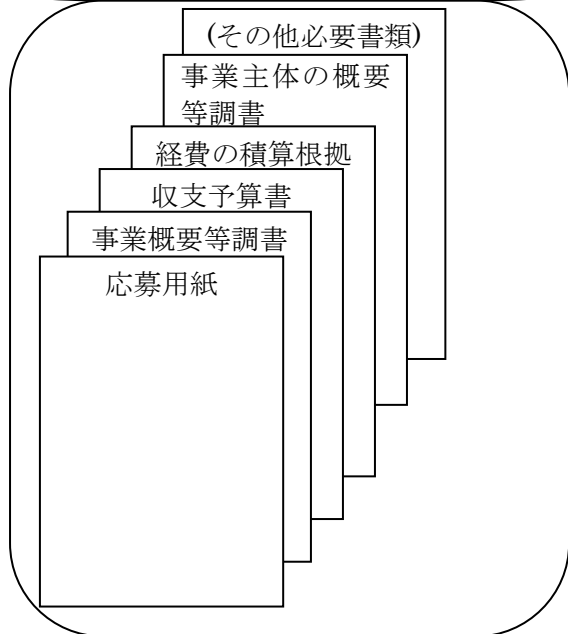 (その他必要書類)
事業主体の概要
等調書
経費の積算根拠
収支予算書
事業概要等調書
応募用紙